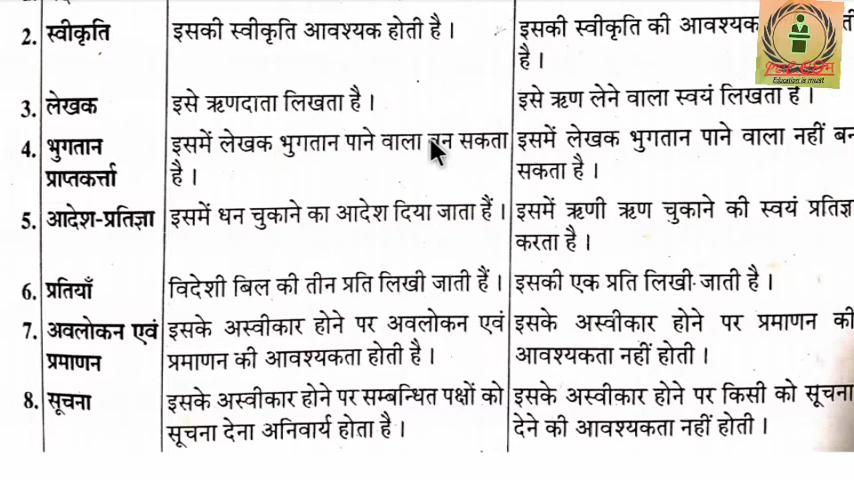 2. स्वीकृति इसकी स्वीकृति आवश्यक होती है। इसकी स्वीकृति की
है।
3. लेखक इसे ऋणदाता लिखता है। इसे ऋण लेने वाला स्वयं लिखता है।
4. भुगतान इसमें लेखक भुगतान पाने वाला बन सकता इसमें लेखक भुगतान पाने वाला नहीं बन
प्राप्तकर्त्ता है। सकता है।
5. आदेश-प्रतिज्ञा इसमें धन चुकाने का आदेश दिया जाता हैं। इसमें ऋणी ऋण चुकाने की स्वयं प्रतिज्ञ
करता है।
6. प्रतियाँ विदेशी बिल की तीन प्रति लिखी जाती हैं। इसकी एक प्रति लिखी जाती है।
7. अवलोकन एवं इसके अस्वीकार होने पर अवलोकन एवं इसके अस्वीकार होने पर प्रमाणन की
प्रमाणन प्रमाणन की आवश्यकता होती है। आवश्यकता नहीं होती।
8. सूचना इसके अस्वीकार होने पर सम्बन्धित पक्षों को इसके अस्वीकार होने पर किसी को सूचना
सूचना देना अनिवार्य होता है। देने की आवश्यकता नहीं होती।
Education is must